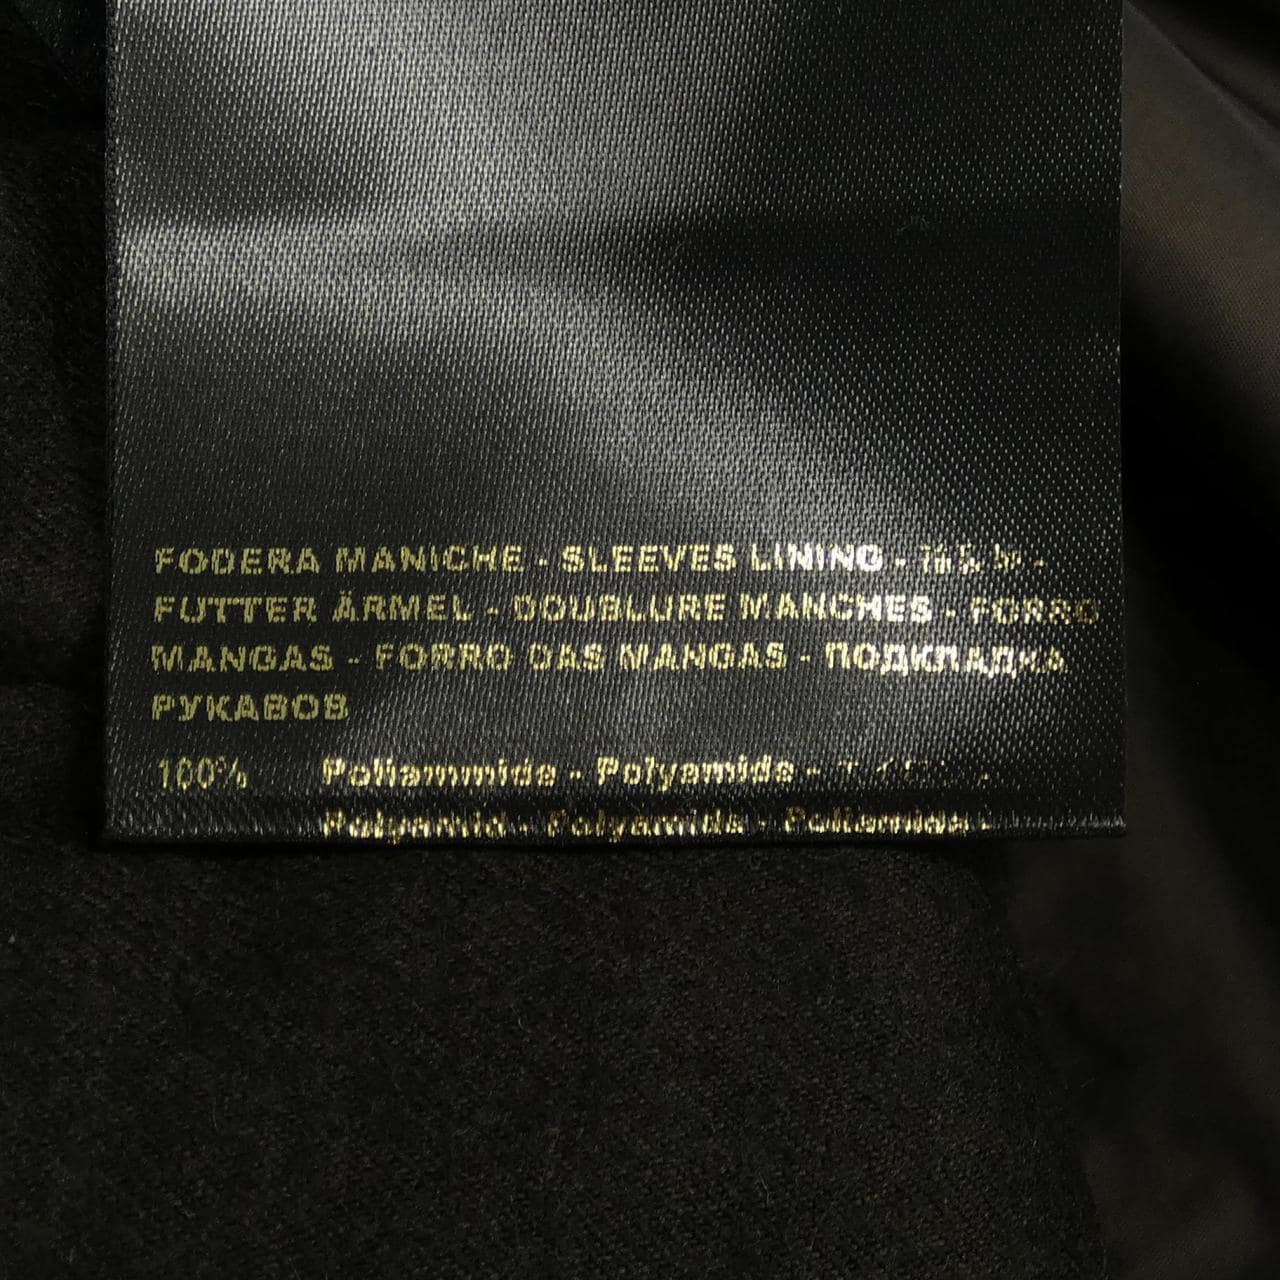 FODERA MANICHE - SLEEVES LINING - -
FUTTER ÄRMEL - DOUBLURE MANCHES - FORRO
MANGAS - FORRO DAS MANGAS - ПОДКЛАДКА
РУКАВОВ
100% Poliammide - Polyamide - -
Polyamid - Polyamide - Poliamida -